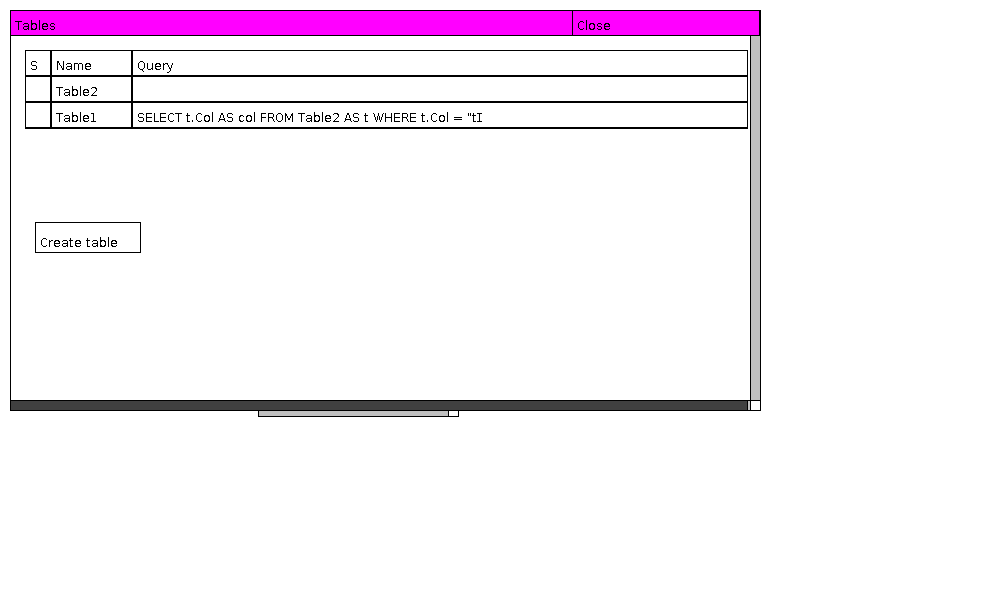 Tables Close
S Name Query
Table2
Table1 SELECT t.Col AS col FROM Table2 AS t WHERE t.Col = "tI
Create table